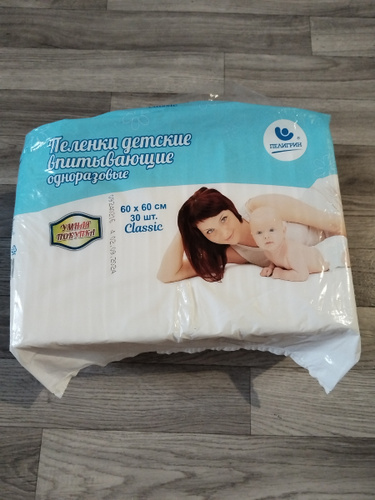 Пеленки детские
впитывающие
одноразовые
ПЕЛИГРИН
60 х 60 см
30 шт.
Classic
УМНАЯ
ПОКУПКА